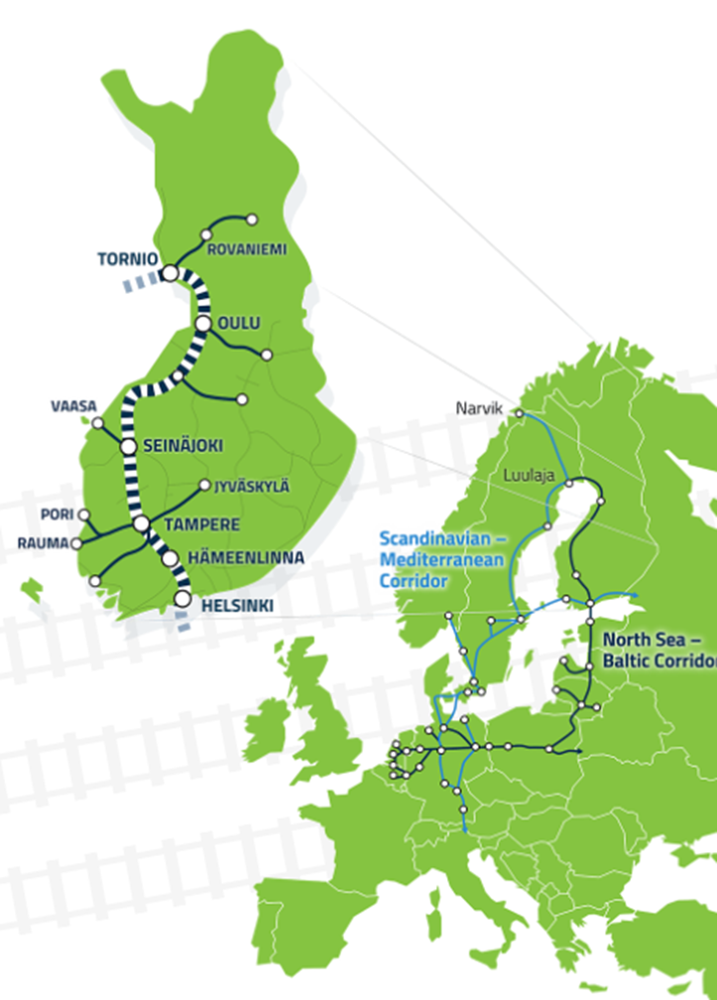 ROVANIEMI
TORNIO
OULU
VAASA
SEINÄJOKI
JYVÄSKYLÄ
PORI
TAMPERE
RAUMA
HÄMEENLINNA
HELSINKI
Narvik
Luulaja
Scandinavian –
Mediterranean
Corridor
North Sea –
Baltic Corrido